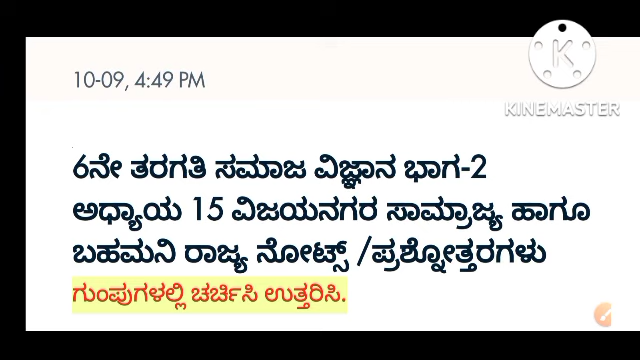 10-09, 4:49 PM
K
KINEMASTER
6ನೇ ತರಗತಿ ಸಮಾಜ ವಿಜ್ಞಾನ ಭಾಗ-2
ಅಧ್ಯಾಯ 15 ವಿಜಯನಗರ ಸಾಮ್ರಾಜ್ಯ ಹಾಗೂ
ಬಹಮನಿ ರಾಜ್ಯ ನೋಟ್ಸ್ /ಪ್ರಶ್ನೋತ್ತರಗಳು
ಗುಂಪುಗಳಲ್ಲಿ ಚರ್ಚಿಸಿ ಉತ್ತರಿಸಿ.